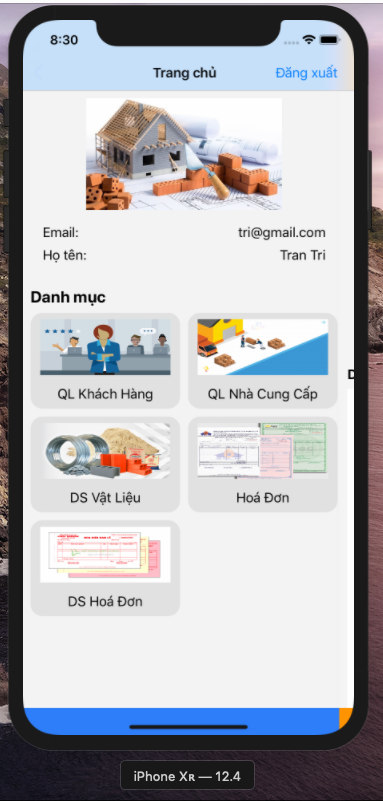 8:30
Trang chủ
Đăng xuất
Email:
tri@gmail.com
Họ tên:
Tran Tri
Danh mục
QL Khách Hàng
QL Nhà Cung Cấp
DS Vật Liệu
Hoá Đơn
DS Hoá Đơn
iPhone Xʀ — 12.4